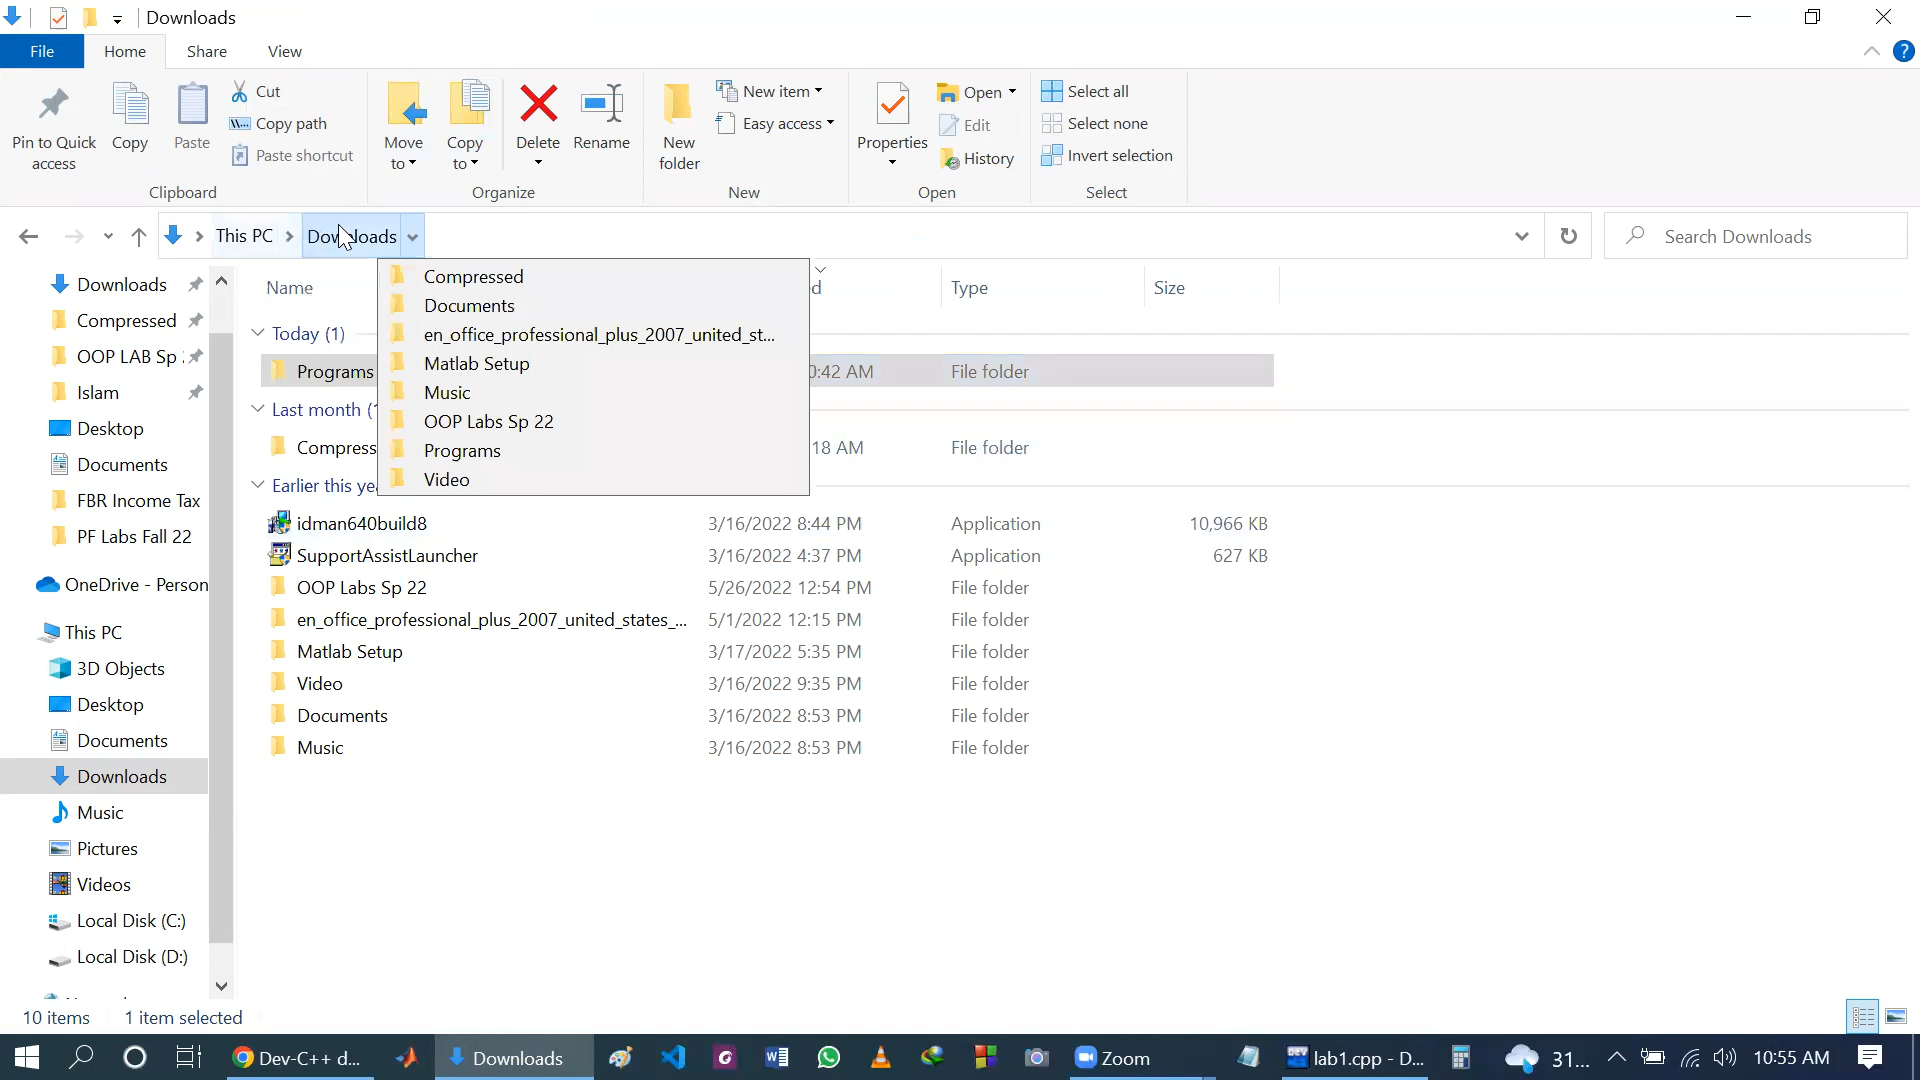 Downloads
File Home Share View
Pin to Quick access
Copy
Paste
Cut
Copy path
Paste shortcut
Clipboard
Move to
Copy to
Delete
Rename
Organize
New folder
New item
Easy access
New
Properties
Open
Edit
History
Open
Select all
Select none
Invert selection
Select
This PC Downloads
Search Downloads
Downloads
Compressed
OOP LAB Sp
Islam
Desktop
Documents
FBR Income Tax
PF Labs Fall 22
OneDrive - Person
This PC
3D Objects
Desktop
Documents
Downloads
Music
Pictures
Videos
Local Disk (C:)
Local Disk (D:)
Compressed
Documents
en_office_professional_plus_2007_united_st...
Matlab Setup
Music
OOP Labs Sp 22
Programs
Video
Name Type Size
Today (1)
Programs 0:42 AM File folder
Last month
Compress 18 AM File folder
Earlier this ye
idman640build8 3/16/2022 8:44 PM Application 10,966 KB
SupportAssistLauncher 3/16/2022 4:37 PM Application 627 KB
OOP Labs Sp 22 5/26/2022 12:54 PM File folder
en_office_professional_plus_2007_united_states_... 5/1/2022 12:15 PM File folder
Matlab Setup 3/17/2022 5:35 PM File folder
Video 3/16/2022 9:35 PM File folder
Documents 3/16/2022 8:53 PM File folder
Music 3/16/2022 8:53 PM File folder
10 items 1 item selected
Dev-C++ d... Downloads Zoom lab1.cpp - D... 31... 10:55 AM